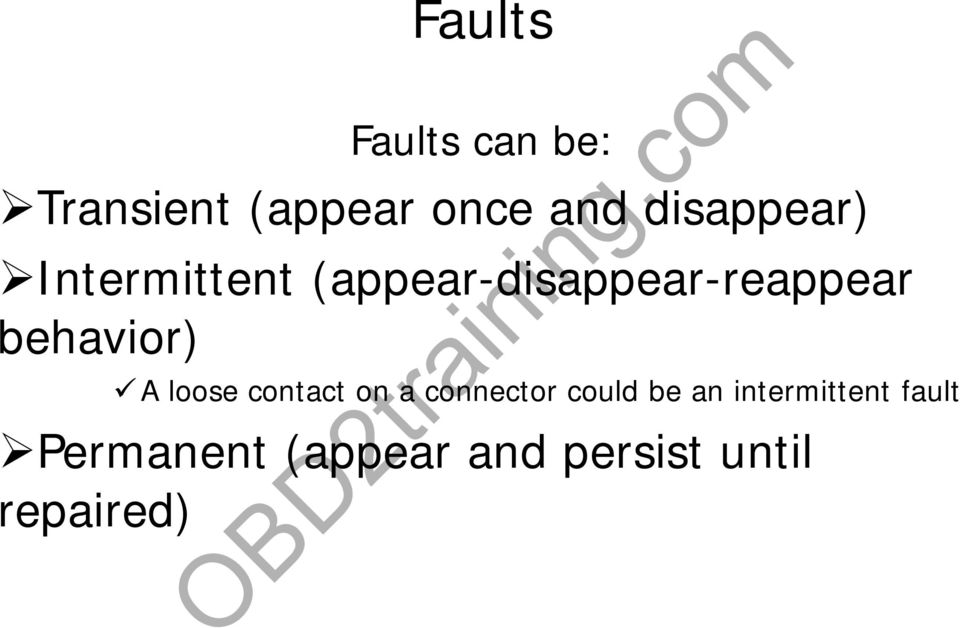 Faults
Faults can be:
➢Transient (appear once and disappear)
➢Intermittent (appear-disappear-reappear
behavior)
✓A loose contact on a connector could be an intermittent fault
➢Permanent (appear and persist until
repaired)
OBD2training.com